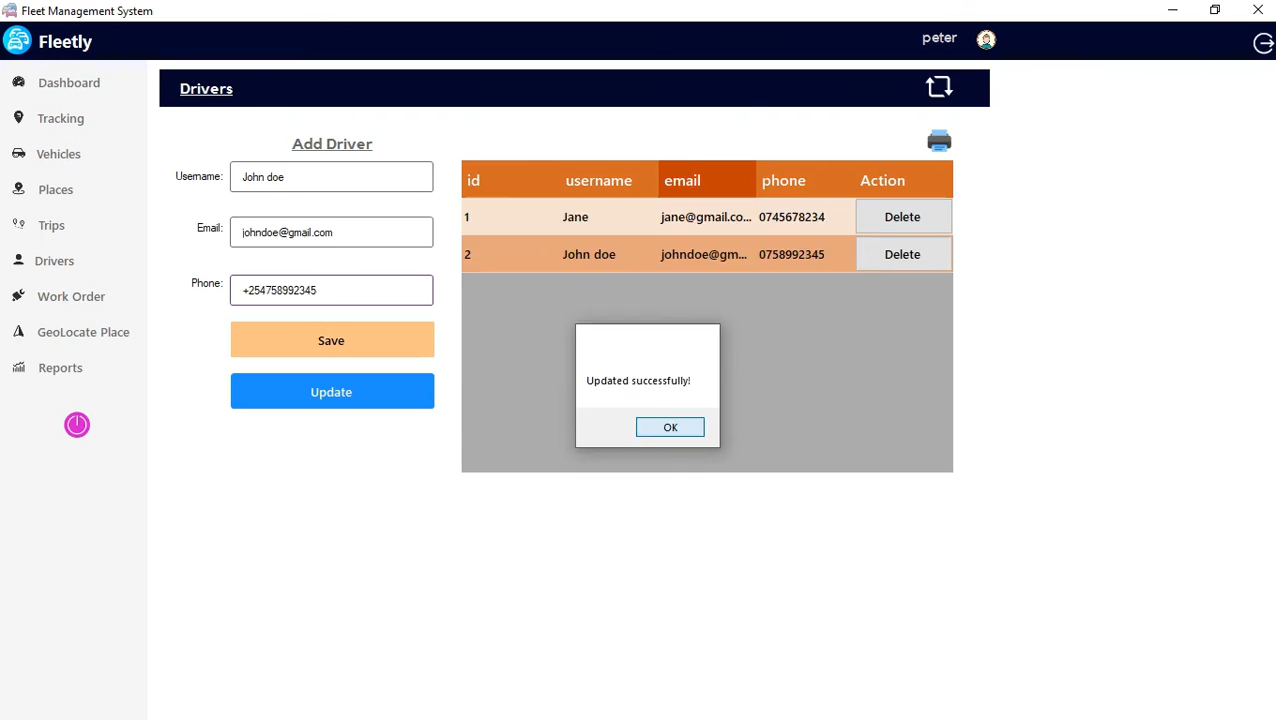 Fleet Management System
Fleetly
peter
Dashboard
Tracking
Vehicles
Places
Trips
Drivers
Work Order
GeoLocate Place
Reports
Drivers
Add Driver
Username: John doe
Email: johndoe@gmail.com
Phone: +254758992345
Save
Update
id username email phone Action
1 Jane jane@gmail.co... 0745678234 Delete
2 John doe johndoe@gm... 0758992345 Delete
Updated successfully!
OK